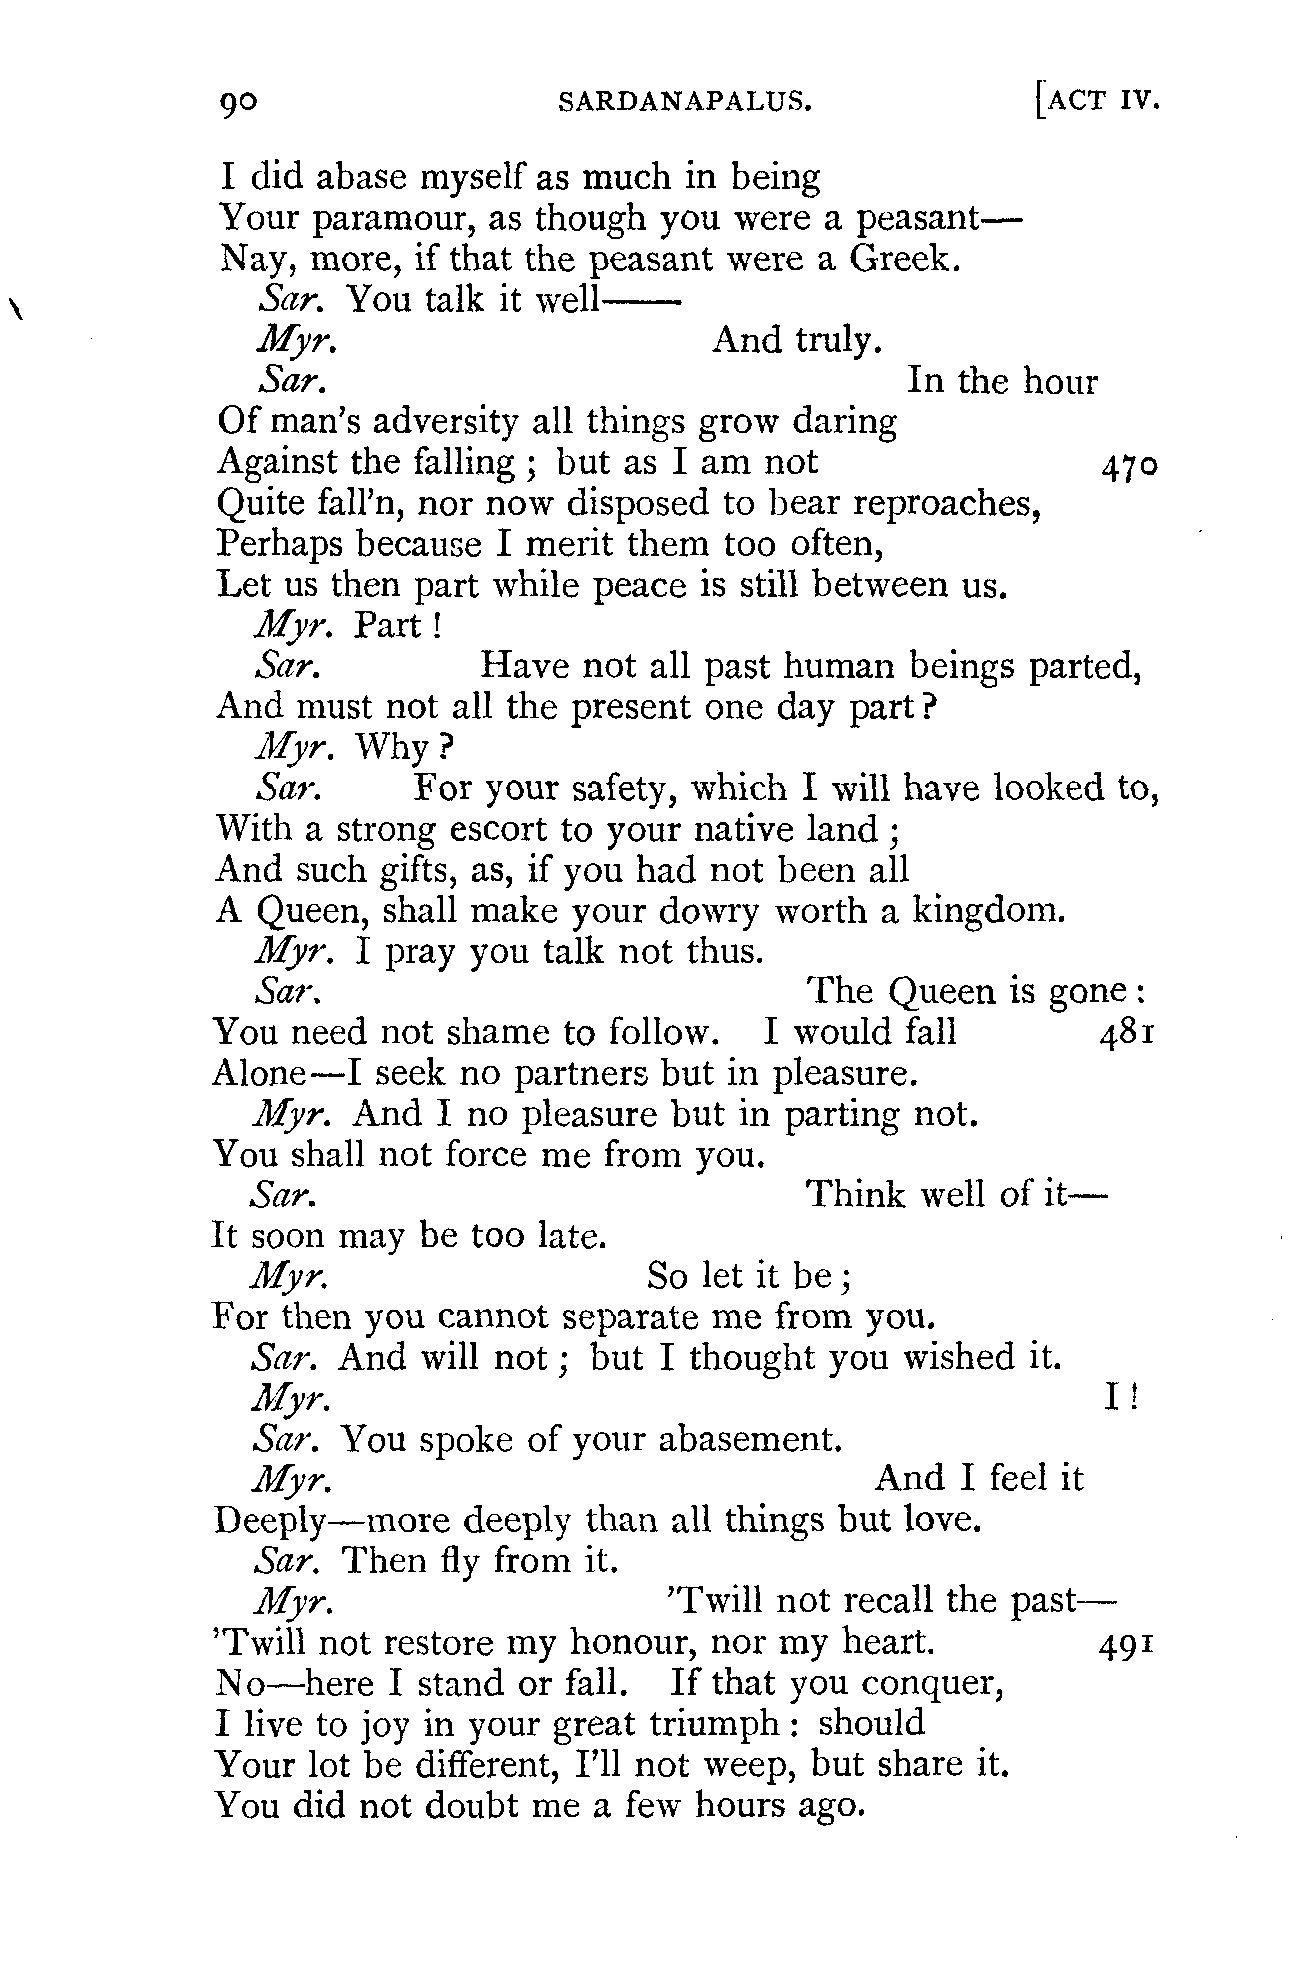 90 SARDANAPALUS. [ACT IV.
I did abase myself as much in being
Your paramour, as though you were a peasant—
Nay, more, if that the peasant were a Greek.
Sar. You talk it well——
Myr. And truly.
Sar. In the hour
Of man's adversity all things grow daring
Against the falling ; but as I am not 470
Quite fall'n, nor now disposed to bear reproaches,
Perhaps because I merit them too often,
Let us then part while peace is still between us.
Myr. Part !
Sar. Have not all past human beings parted,
And must not all the present one day part ?
Myr. Why ?
Sar. For your safety, which I will have looked to,
With a strong escort to your native land ;
And such gifts, as, if you had not been all
A Queen, shall make your dowry worth a kingdom.
Myr. I pray you talk not thus.
Sar. The Queen is gone :
You need not shame to follow. I would fall 481
Alone—I seek no partners but in pleasure.
Myr. And I no pleasure but in parting not.
You shall not force me from you.
Sar. Think well of it—
It soon may be too late.
Myr. So let it be ;
For then you cannot separate me from you.
Sar. And will not ; but I thought you wished it.
Myr. I !
Sar. You spoke of your abasement.
Myr. And I feel it
Deeply—more deeply than all things but love.
Sar. Then fly from it.
Myr. 'Twill not recall the past—
'Twill not restore my honour, nor my heart. 491
No—here I stand or fall. If that you conquer,
I live to joy in your great triumph : should
Your lot be different, I'll not weep, but share it.
You did not doubt me a few hours ago.